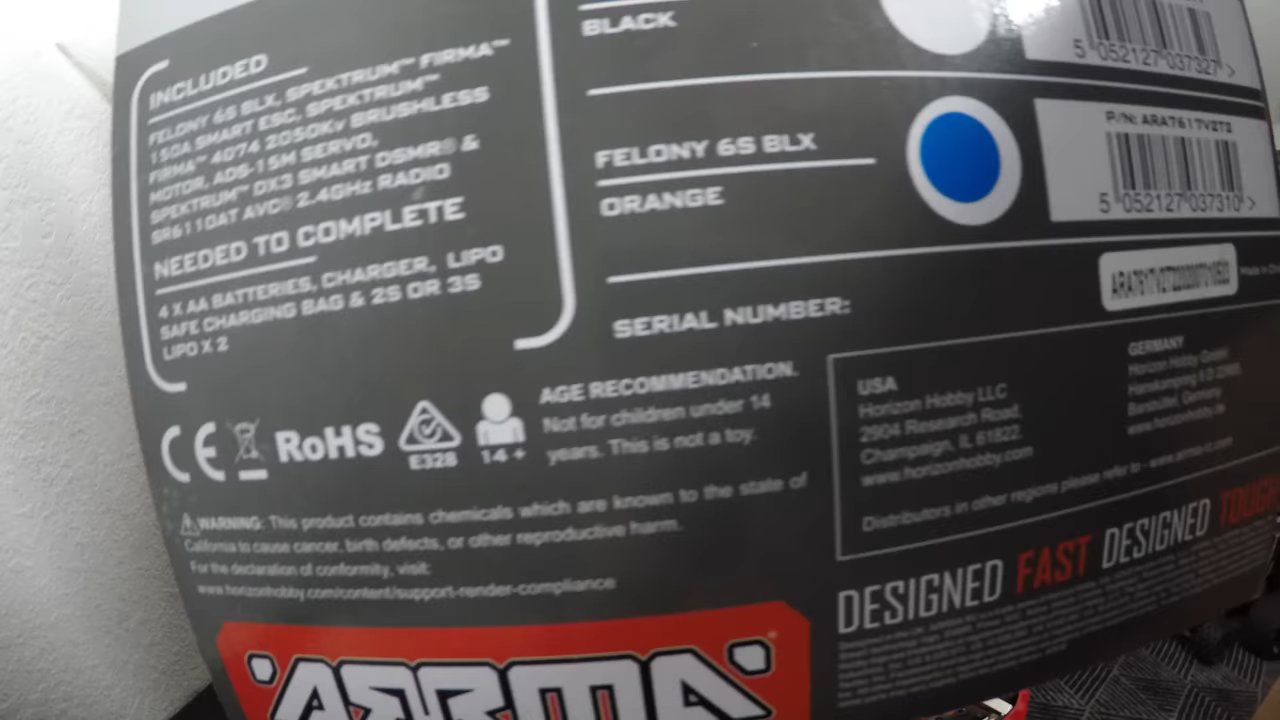 INCLUDED
FELONY 6S BLX, SPEKTRUM™ FIRMA™
150A SMART ESC, SPEKTRUM™
FIRMA™ 4074 2050Kv BRUSHLESS
MOTOR, ADS-15M SERVO,
SPEKTRUM™ DX3 SMART DSMR® &
SR6110AT AVC® 2.4GHz RADIO
NEEDED TO COMPLETE
4 X AA BATTERIES, CHARGER, LIPO
SAFE CHARGING BAG & 2S OR 3S
LIPO X 2
BLACK
5 052127 037327 >
FELONY 6S BLX
ORANGE
P/N: ARA7617V2T2
5 052127 037310 >
SERIAL NUMBER:
Made in
CE RoHS E328 14+
AGE RECOMMENDATION.
Not for children under 14
years. This is not a toy.
WARNING: This product contains chemicals which are known to the state of
California to cause cancer, birth defects, or other reproductive harm.
For the declaration of conformity, visit:
www.horizonhobby.com/content/support-render-compliance
USA
Horizon Hobby LLC
2904 Research Road,
Champaign, IL 61822.
www.horizonhobby.com
GERMANY
Horizon Hobby GmbH
Germany
www.horizonhobby.de
Distributors in other regions please refer to - www.arrma-rc.com
DESIGNED FAST DESIGNED TOUGH
ARRMA